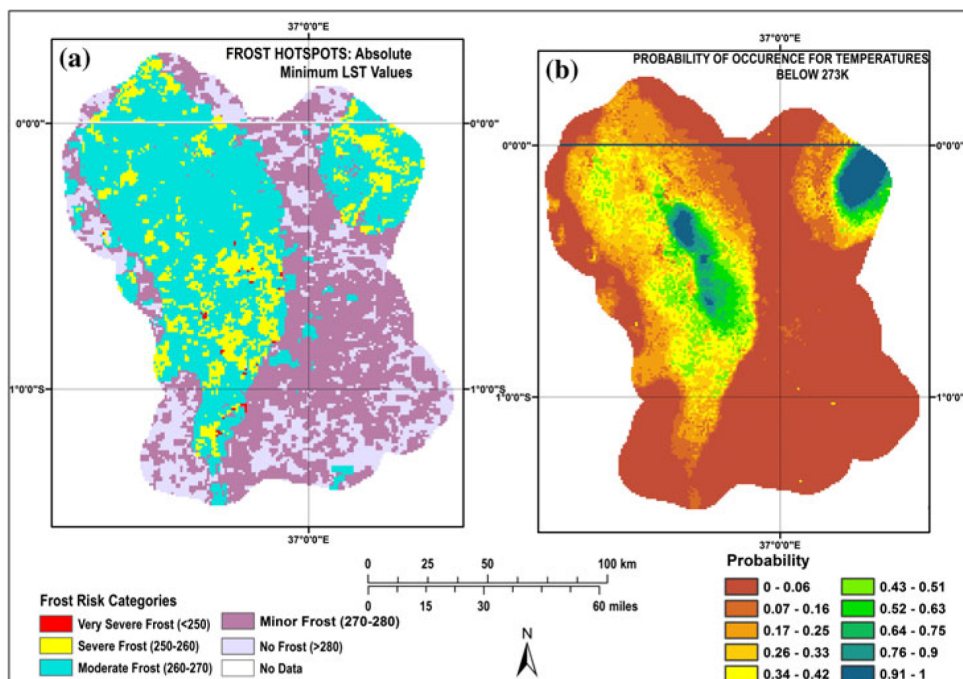 37°0'0"E
(a)
FROST HOTSPOTS: Absolute
Minimum LST Values
0°0'0"
1°0'0"S
37°0'0"E
37°0'0"E
(b)
PROBABILITY OF OCCURENCE FOR TEMPERATURES
BELOW 273K
0°0'0"
0°0'0"
1°0'0"S
1°0'0"S
37°0'0"E
0 25 50 100 km
0 15 30 60 miles
N
Frost Risk Categories
Very Severe Frost (<250)
Severe Frost (250-260)
Moderate Frost (260-270)
Minor Frost (270-280)
No Frost (>280)
No Data
Probability
0 - 0.06
0.07 - 0.16
0.17 - 0.25
0.26 - 0.33
0.34 - 0.42
0.43 - 0.51
0.52 - 0.63
0.64 - 0.75
0.76 - 0.9
0.91 - 1